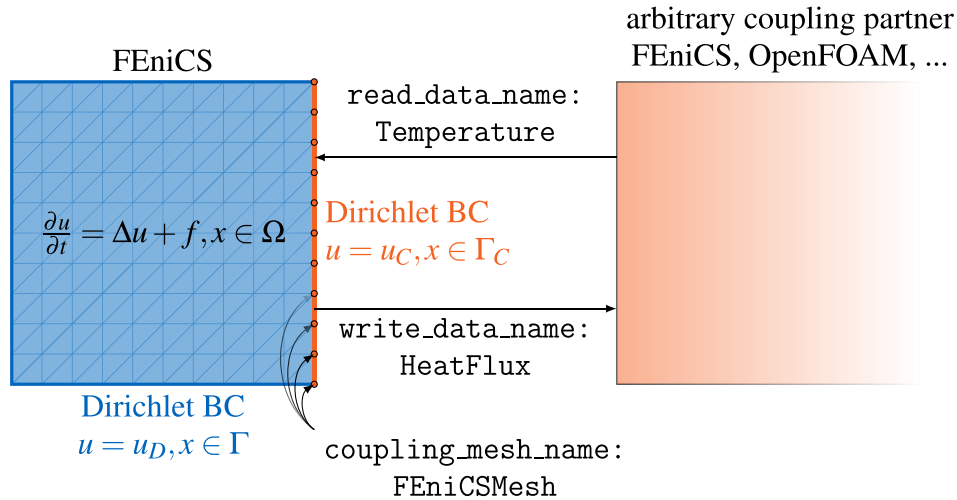 arbitrary coupling partner
FEniCS, OpenFOAM, ...
FEniCS
read_data_name:
Temperature
∂u/∂t = Δu + f, x ∈ Ω
Dirichlet BC
u = u_C, x ∈ Γ_C
write_data_name:
HeatFlux
Dirichlet BC
u = u_D, x ∈ Γ
coupling_mesh_name:
FEniCSMesh